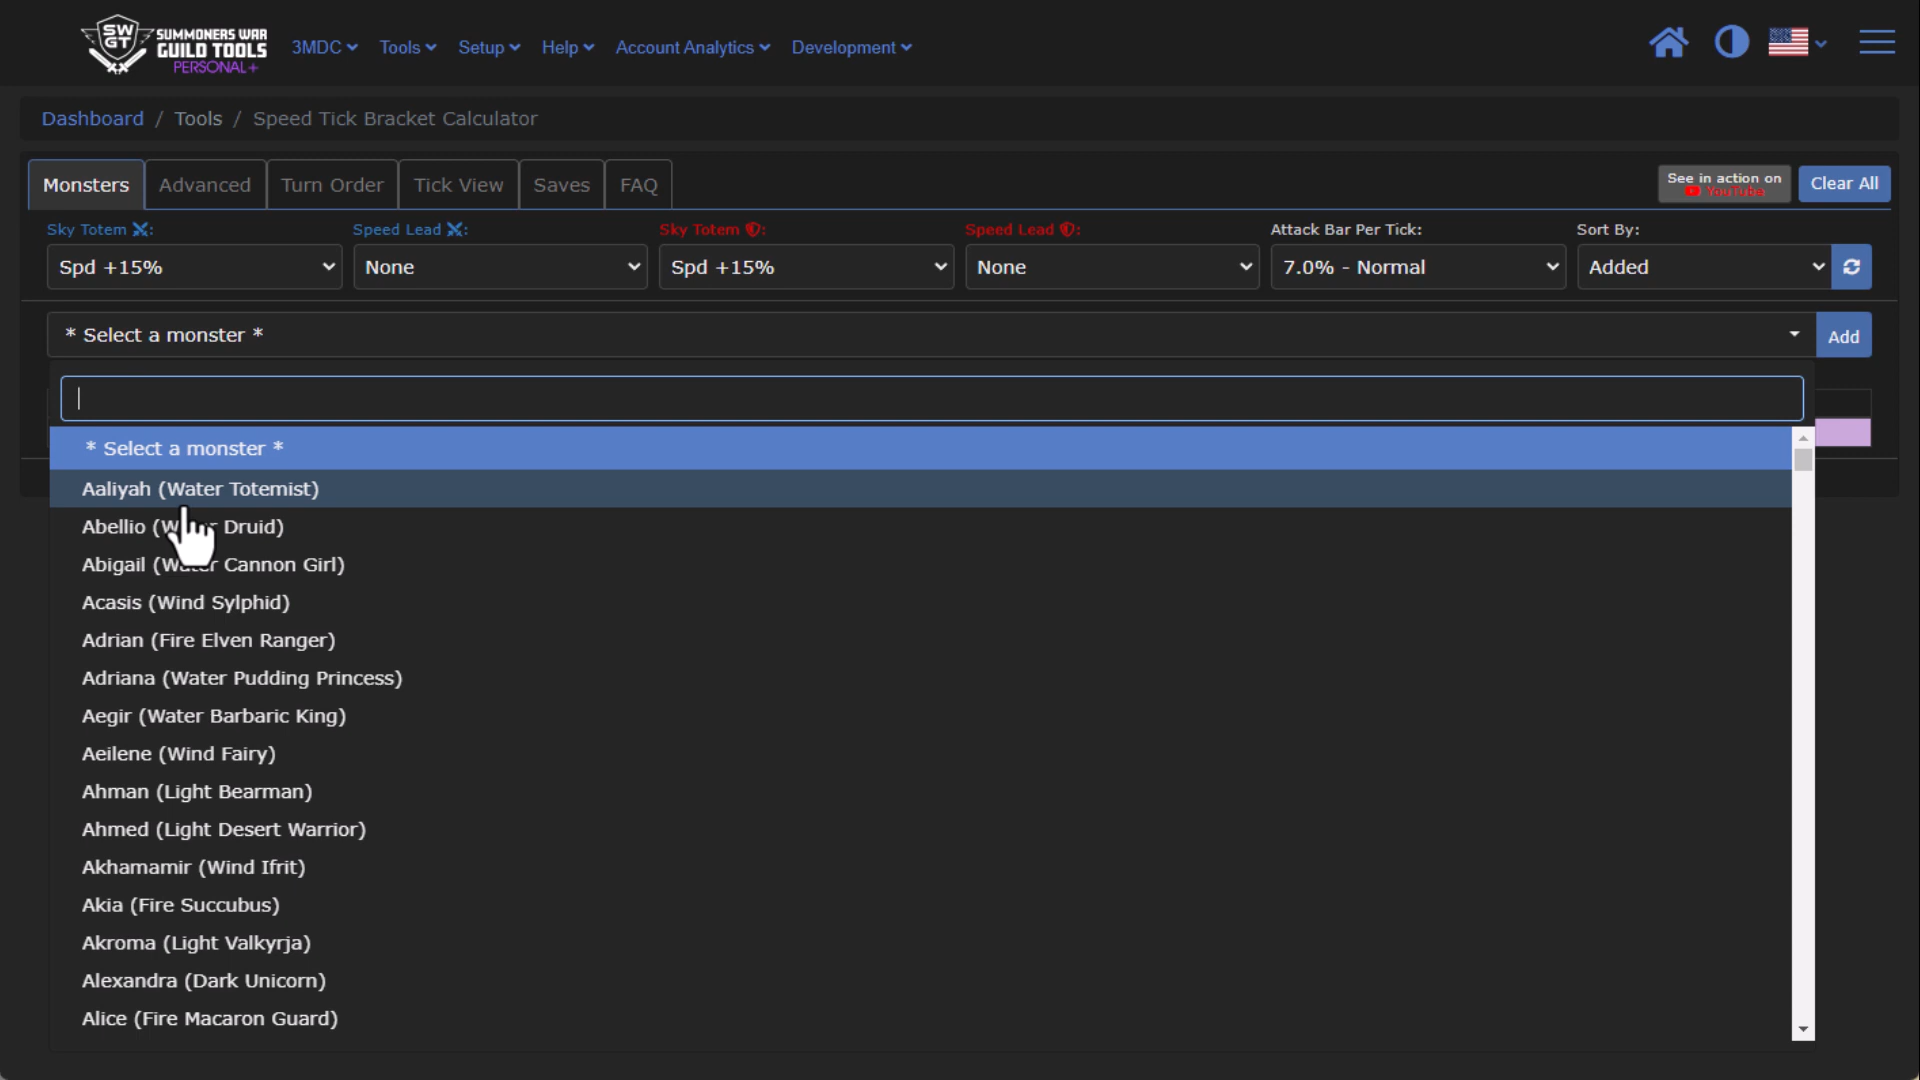 SW
GT
SUMMONERS WAR
GUILD TOOLS
PERSONAL+
3MDC Tools Setup Help Account Analytics Development
Dashboard / Tools / Speed Tick Bracket Calculator
Monsters Advanced Turn Order Tick View Saves FAQ
See in action on
YouTube
Clear All
Sky Totem : Speed Lead : Sky Totem : Speed Lead : Attack Bar Per Tick: Sort By:
Spd +15% None Spd +15% None 7.0% - Normal Added
* Select a monster *
Add
* Select a monster *
Aaliyah (Water Totemist)
Abellio (Water Druid)
Abigail (Water Cannon Girl)
Acasis (Wind Sylphid)
Adrian (Fire Elven Ranger)
Adriana (Water Pudding Princess)
Aegir (Water Barbaric King)
Aeilene (Wind Fairy)
Ahman (Light Bearman)
Ahmed (Light Desert Warrior)
Akhamamir (Wind Ifrit)
Akia (Fire Succubus)
Akroma (Light Valkyrja)
Alexandra (Dark Unicorn)
Alice (Fire Macaron Guard)